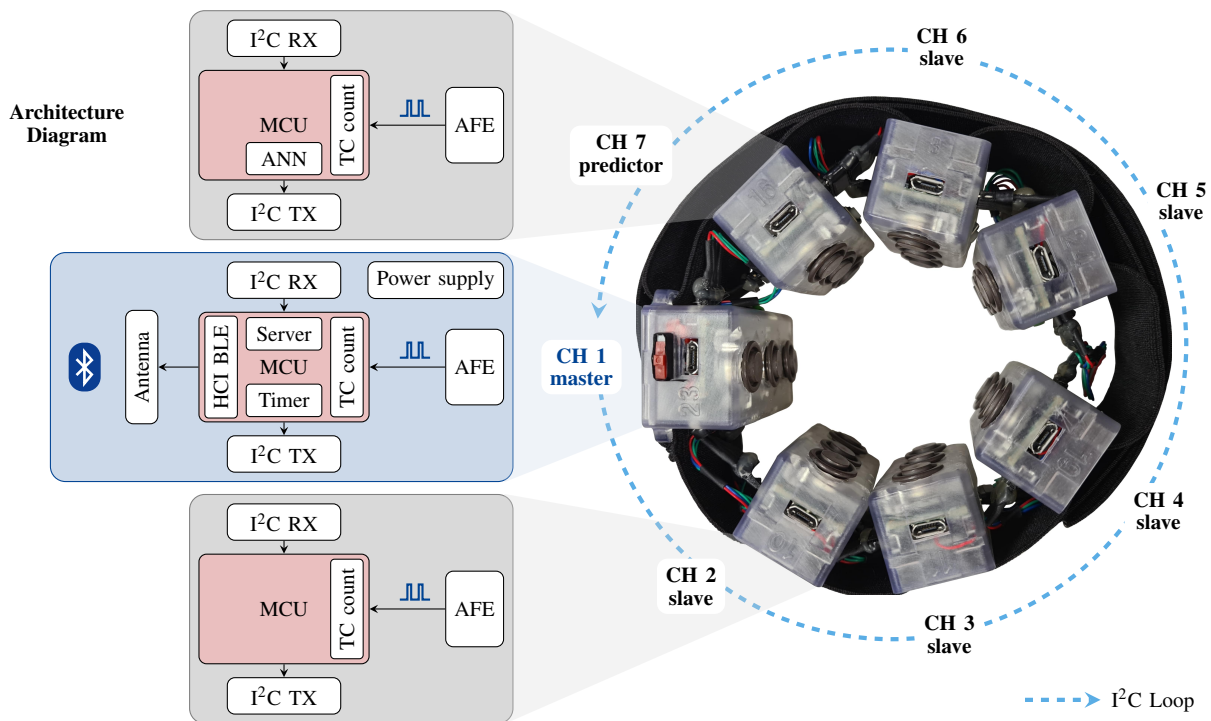 Architecture
Diagram
I²C RX
MCU
ANN
TC count
AFE
I²C TX
I²C RX
Power supply
Antenna
HCI BLE
Server
MCU
Timer
TC count
AFE
I²C TX
I²C RX
MCU
TC count
AFE
I²C TX
CH 6
slave
CH 7
predictor
CH 5
slave
CH 1
master
23
CH 4
slave
CH 2
slave
CH 3
slave
I²C Loop